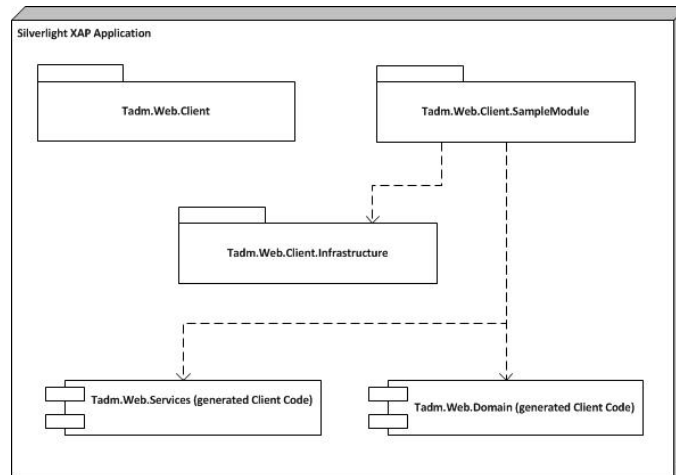 Silverlight XAP Application
Tadm.Web.Client
Tadm.Web.Client.SampleModule
Tadm.Web.Client.Infrastructure
Tadm.Web.Services (generated Client Code)
Tadm.Web.Domain (generated Client Code)